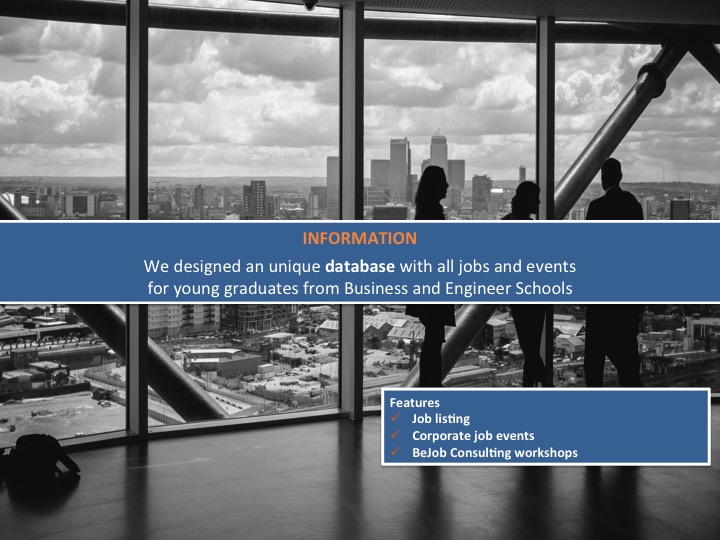 INFORMATION
We designed an unique database with all jobs and events
for young graduates from Business and Engineer Schools
Features
✓ Job listing
✓ Corporate job events
✓ BeJob Consulting workshops